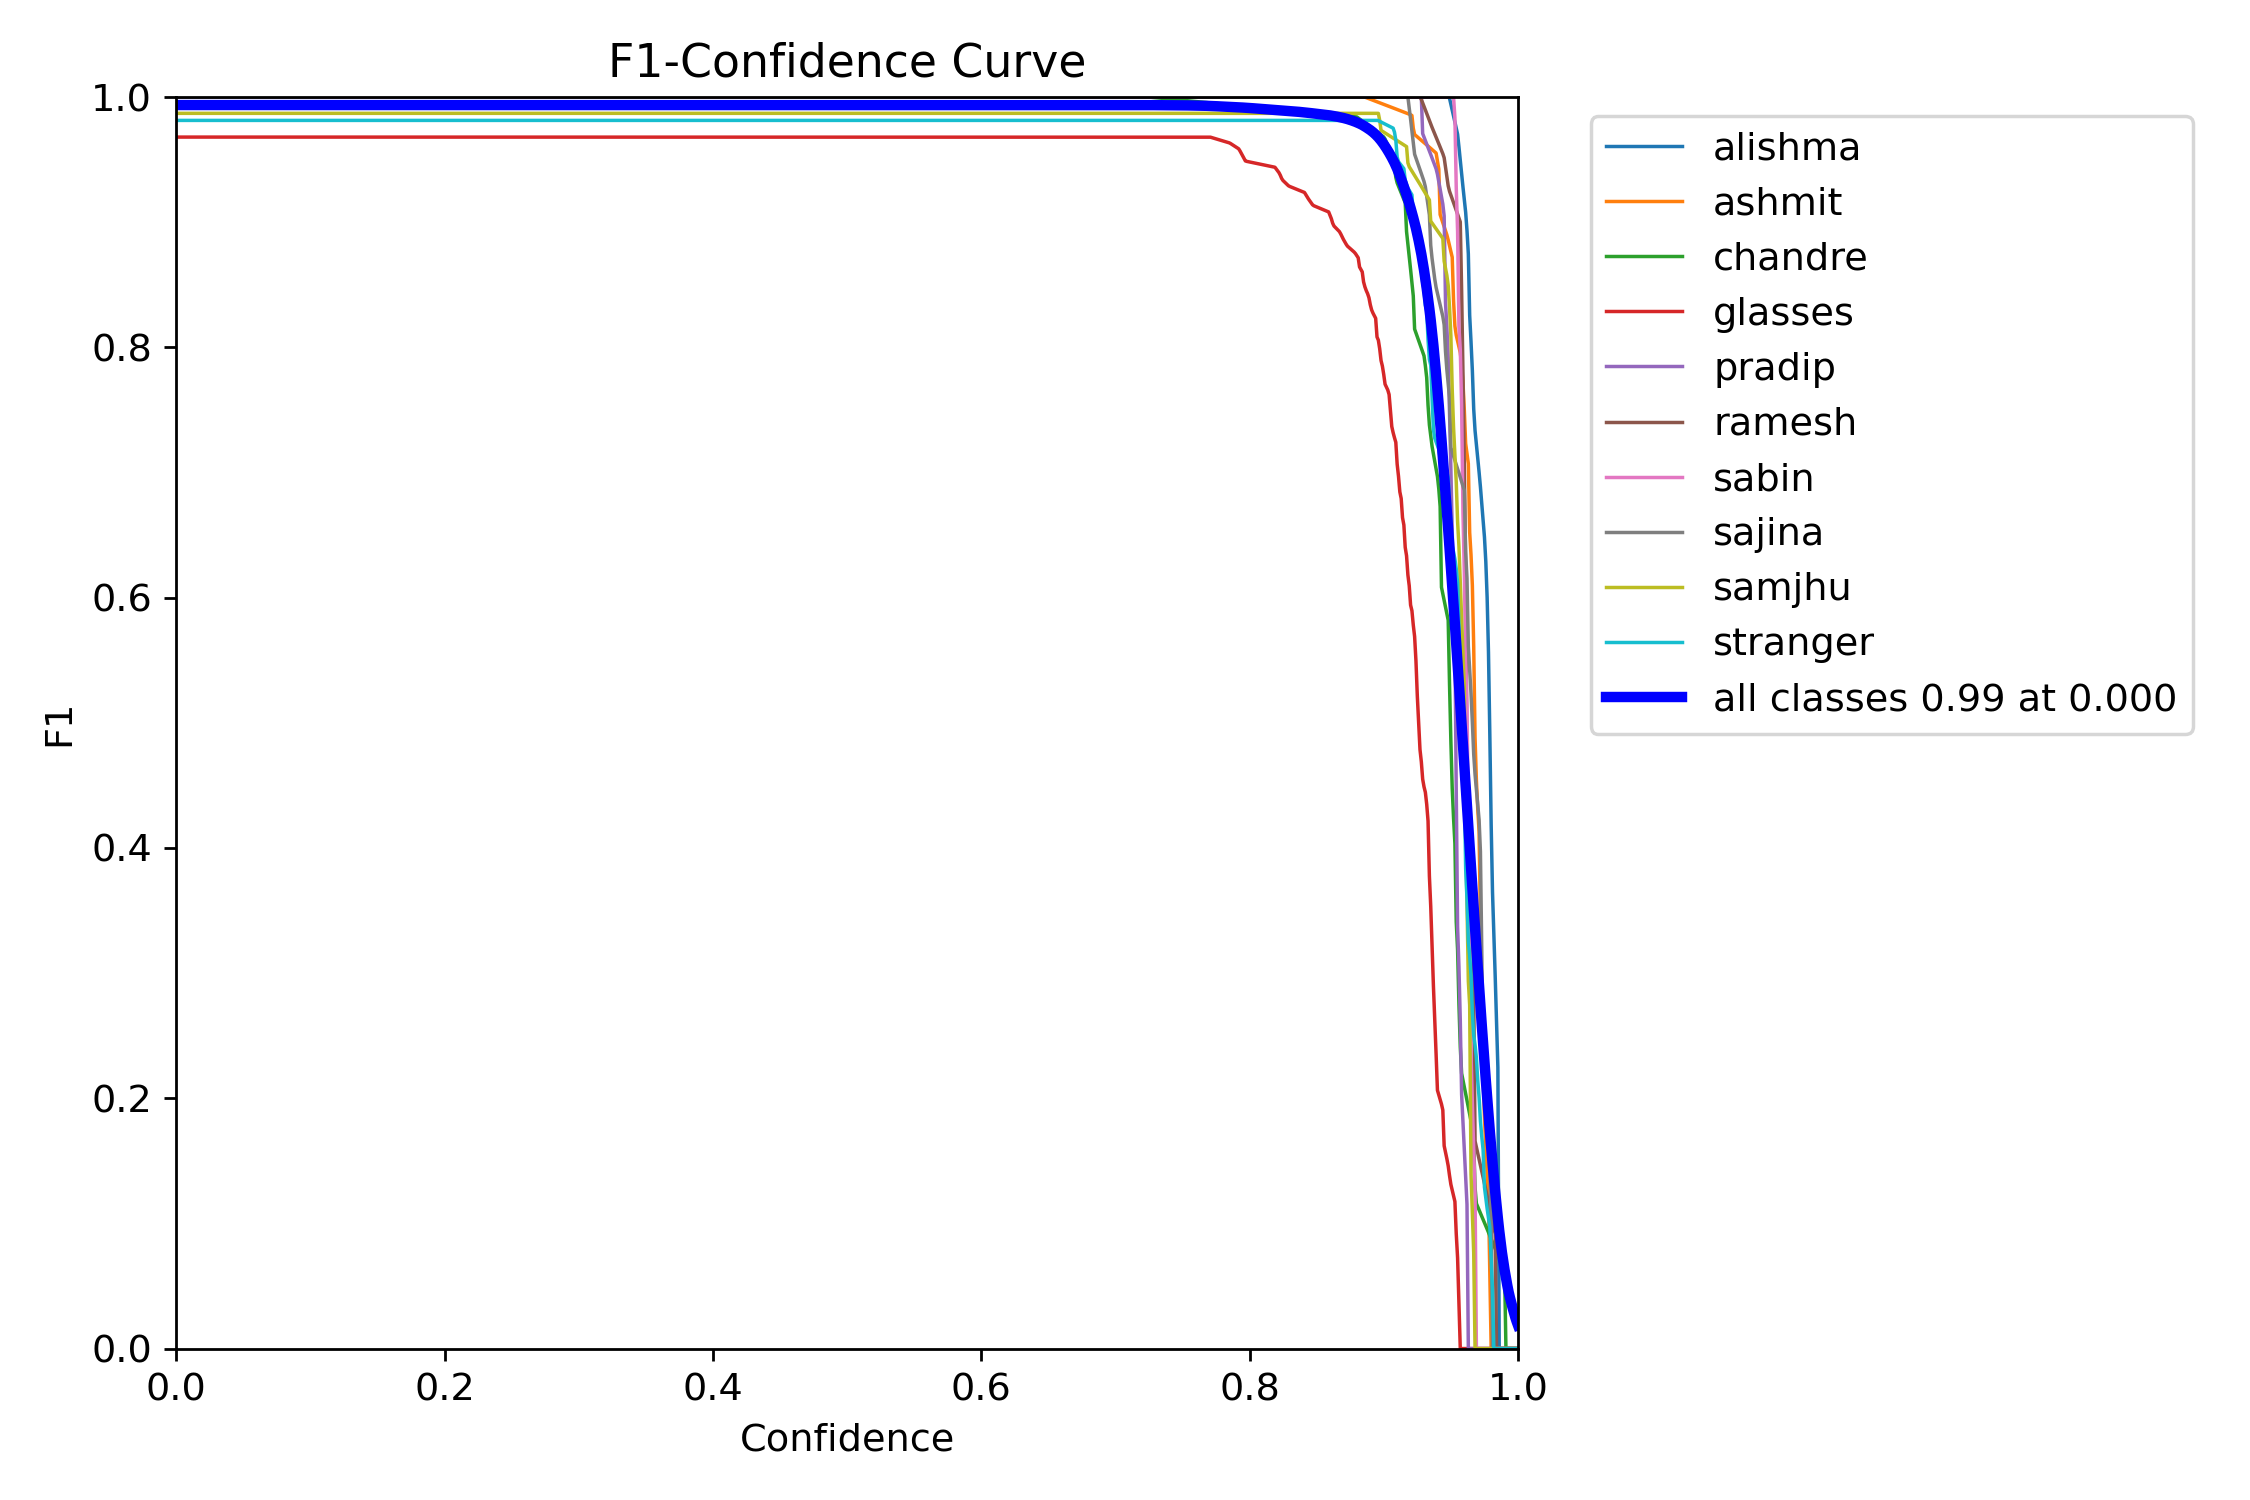 F1-Confidence Curve
1.0
0.8
0.6
0.4
0.2
0.0
F1
0.0 0.2 0.4 0.6 0.8 1.0
Confidence
alishma
ashmit
chandre
glasses
pradip
ramesh
sabin
sajina
samjhu
stranger
all classes 0.99 at 0.000